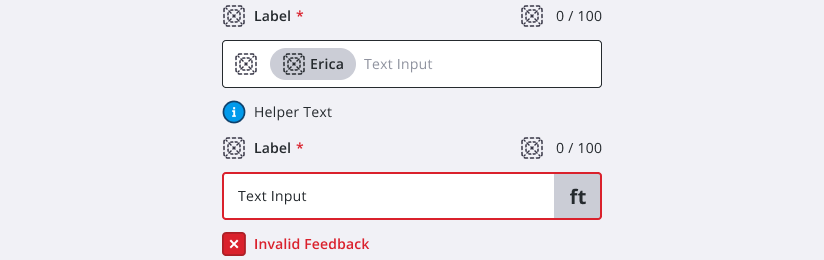 Label * 0 / 100
Erica Text Input
Helper Text
Label * 0 / 100
Text Input ft
Invalid Feedback